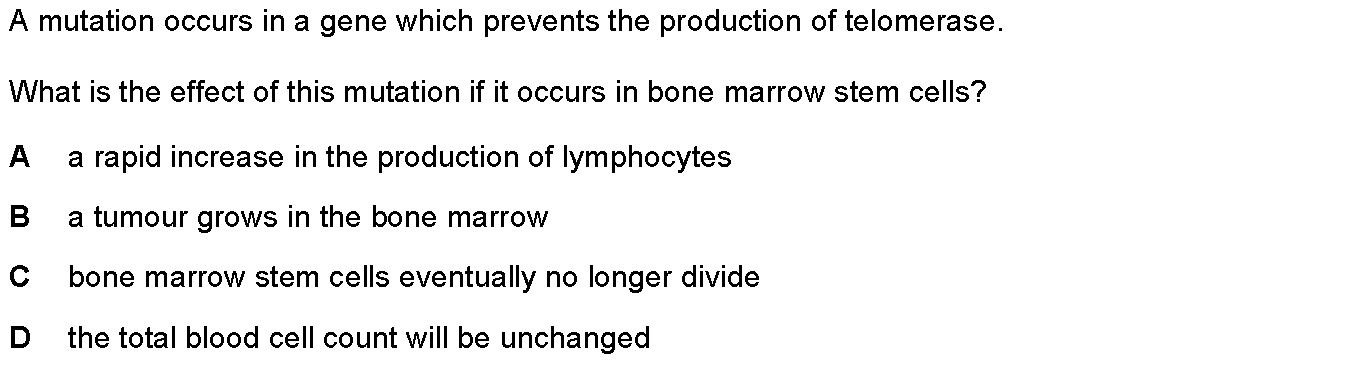 A mutation occurs in a gene which prevents the production of telomerase.
What is the effect of this mutation if it occurs in bone marrow stem cells?
A a rapid increase in the production of lymphocytes
B a tumour grows in the bone marrow
C bone marrow stem cells eventually no longer divide
D the total blood cell count will be unchanged